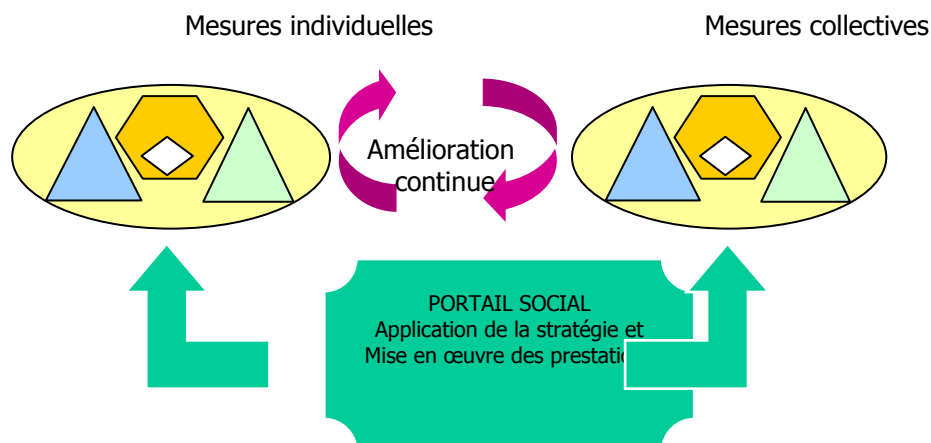 Mesures individuelles
Mesures collectives
Amélioration
continue
PORTAIL SOCIAL
Application de la stratégie et
Mise en œuvre des